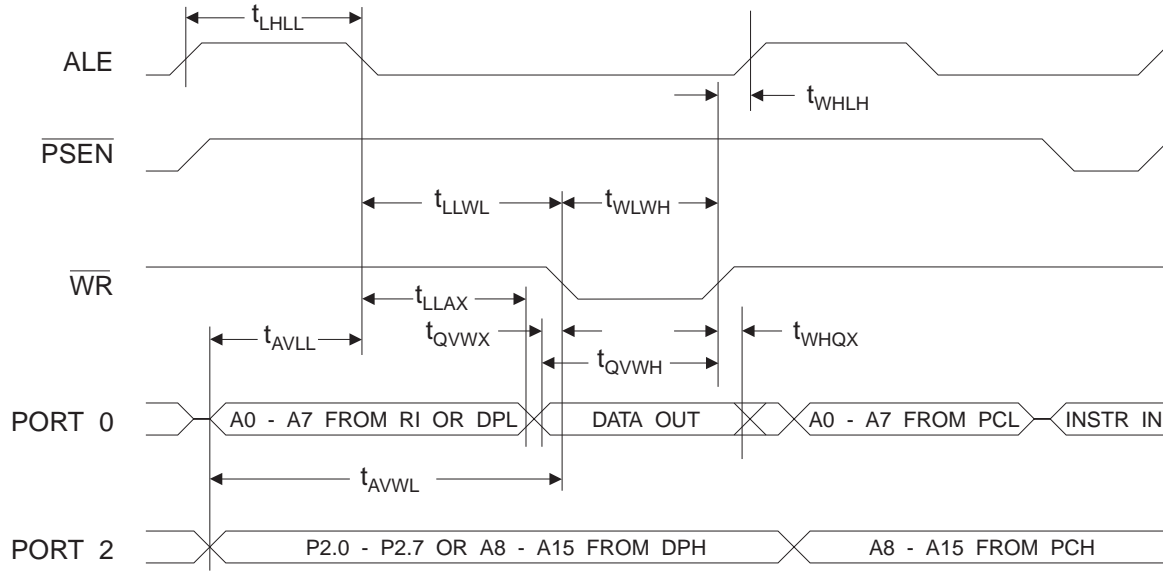 tLHLL
ALE
tWHLH
PSEN
tLLWL
tWLWH
WR
tLLAX
tAVLL
tQVWX
tWHQX
tQVWH
PORT 0
A0 - A7 FROM RI OR DPL
DATA OUT
A0 - A7 FROM PCL
INSTR IN
tAVWL
PORT 2
P2.0 - P2.7 OR A8 - A15 FROM DPH
A8 - A15 FROM PCH